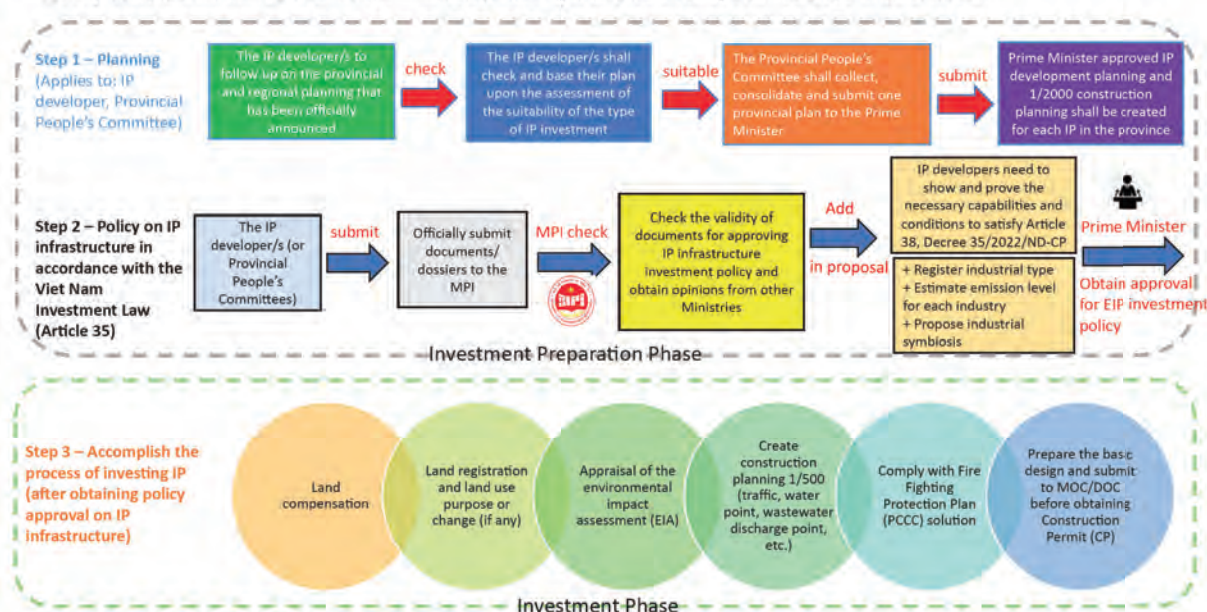 Step 1 – Planning
(Applies to: IP
developer, Provincial
People's Committee)
The IP developer/s to
follow up on the provincial
and regional planning that
has been officially
announced
check
The IP developer/s shall
check and base their plan
upon the assessment of
the suitability of the type
of IP investment
suitable
The Provincial People's
Committee shall collect,
consolidate and submit one
provincial plan to the Prime
Minister
submit
Prime Minister approved IP
development planning and
1/2000 construction
planning shall be created
for each IP in the province
Step 2 – Policy on IP
infrastructure in
accordance with the
Viet Nam
Investment Law
(Article 35)
The IP
developer/s (or
Provincial
People's
Committees)
submit
Officially submit
documents/
dossiers to the
MPI
MPI check
MPI
Check the validity of
documents for approving
IP infrastructure
investment policy and
obtain opinions from other
Ministries
Add
in proposal
IP developers need to
show and prove the
necessary capabilities and
conditions to satisfy Article
38, Decree 35/2022/ND-CP
+ Register industrial type
+ Estimate emission level
for each industry
+ Propose industrial
symbiosis
Prime Minister
Obtain approval
for EIP investment
policy
Investment Preparation Phase
Step 3 – Accomplish the
process of investing IP
(after obtaining policy
approval on IP
infrastructure)
Land
compensation
Land registration
and land use
purpose or
change (if any)
Appraisal of the
environmental
impact
assessment (EIA)
Create
construction
planning 1/500
(traffic, water
point, wastewater
discharge point,
etc.)
Comply with Fire
Fighting
Protection Plan
(PCCC) solution
Prepare the basic
design and submit
to MOC/DOC
before obtaining
Construction
Permit (CP)
Investment Phase